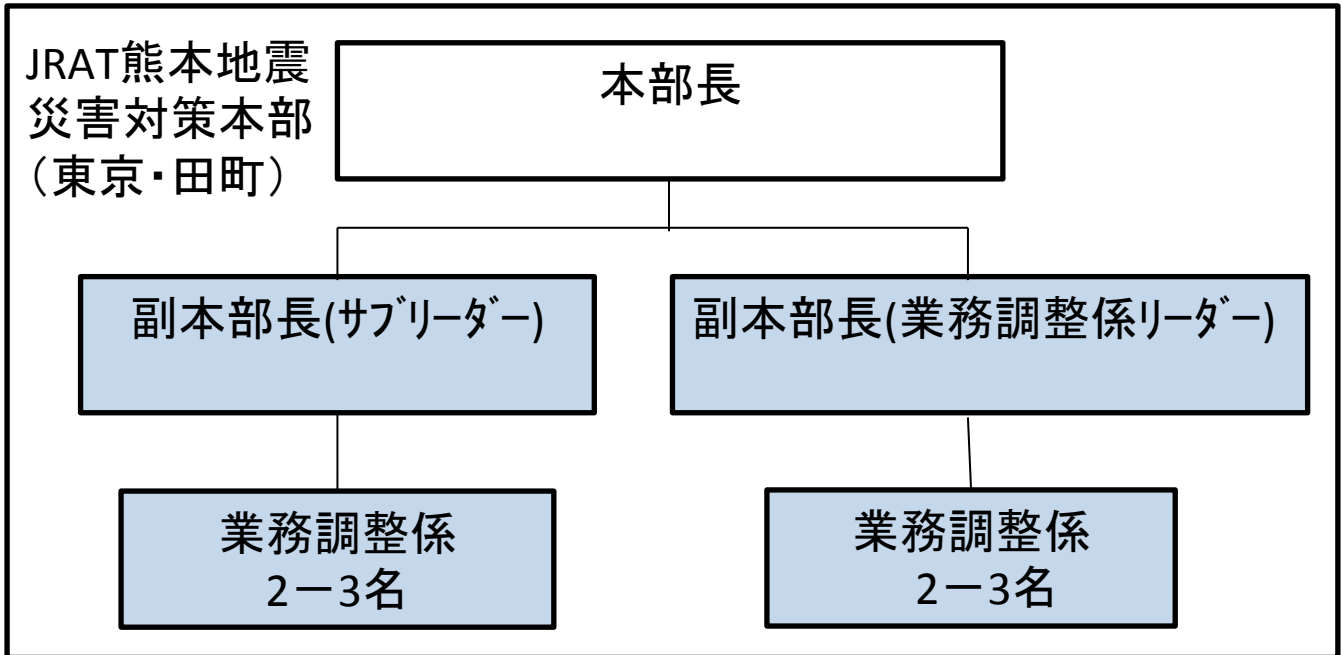 JRAT熊本地震
災害対策本部
（東京・田町）
本部長
副本部長(ｻﾌﾞﾘｰﾀﾞｰ)
副本部長(業務調整係ﾘｰﾀﾞｰ)
業務調整係
2－3名
業務調整係
2－3名